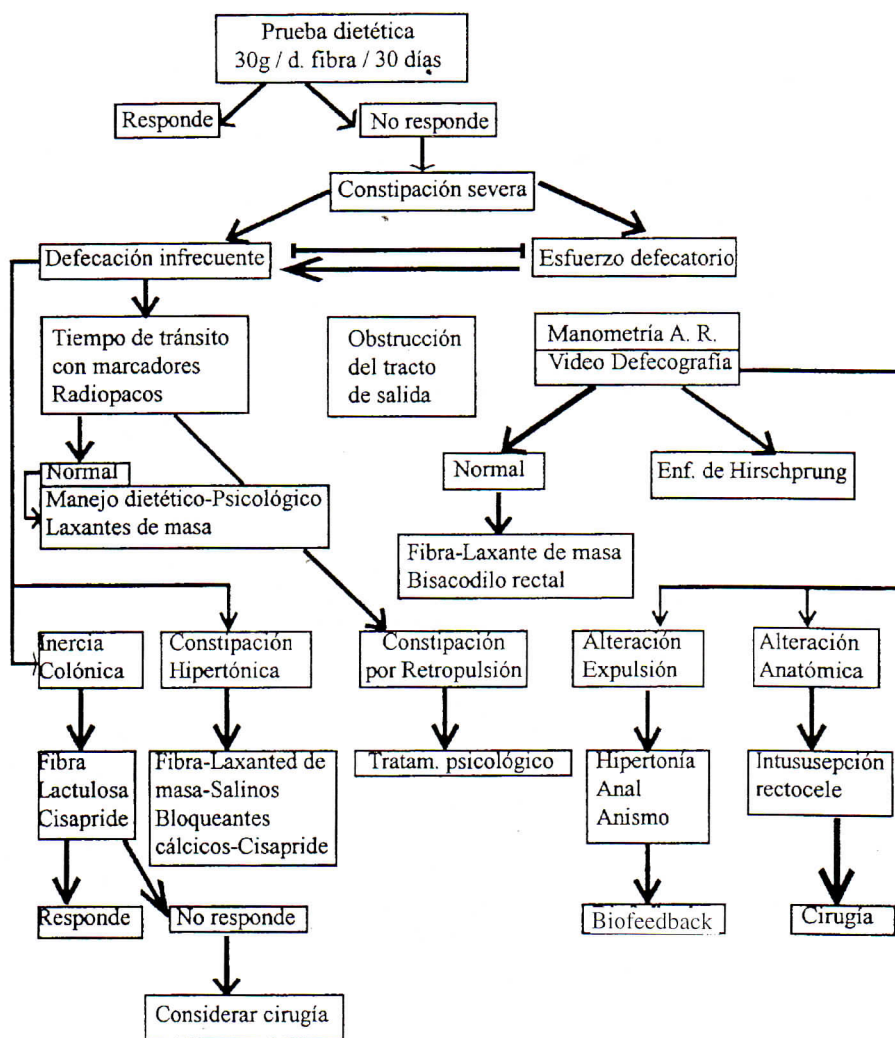 Prueba dietética
30g / d. fibra / 30 días
Responde
No responde
Constipación severa
Defecación infrecuente
Esfuerzo defecatorio
Tiempo de tránsito
con marcadores
Radiopacos
Obstrucción
del tracto
de salida
Manometría A. R.
Video Defecografía
Normal
Manejo dietético-Psicológico
Laxantes de masa
Normal
Enf. de Hirschprung
Fibra-Laxante de masa
Bisacodilo rectal
Inercia
Colónica
Constipación
Hipertónica
Constipación
por Retropulsión
Alteración
Expulsión
Alteración
Anatómica
Fibra
Lactulosa
Cisapride
Fibra-Laxanted de
masa-Salinos
Bloqueantes
cálcicos-Cisapride
Tratam. psicológico
Hipertonía
Anal
Anismo
Intususepción
rectocele
Responde
No responde
Biofeedback
Cirugía
Considerar cirugía